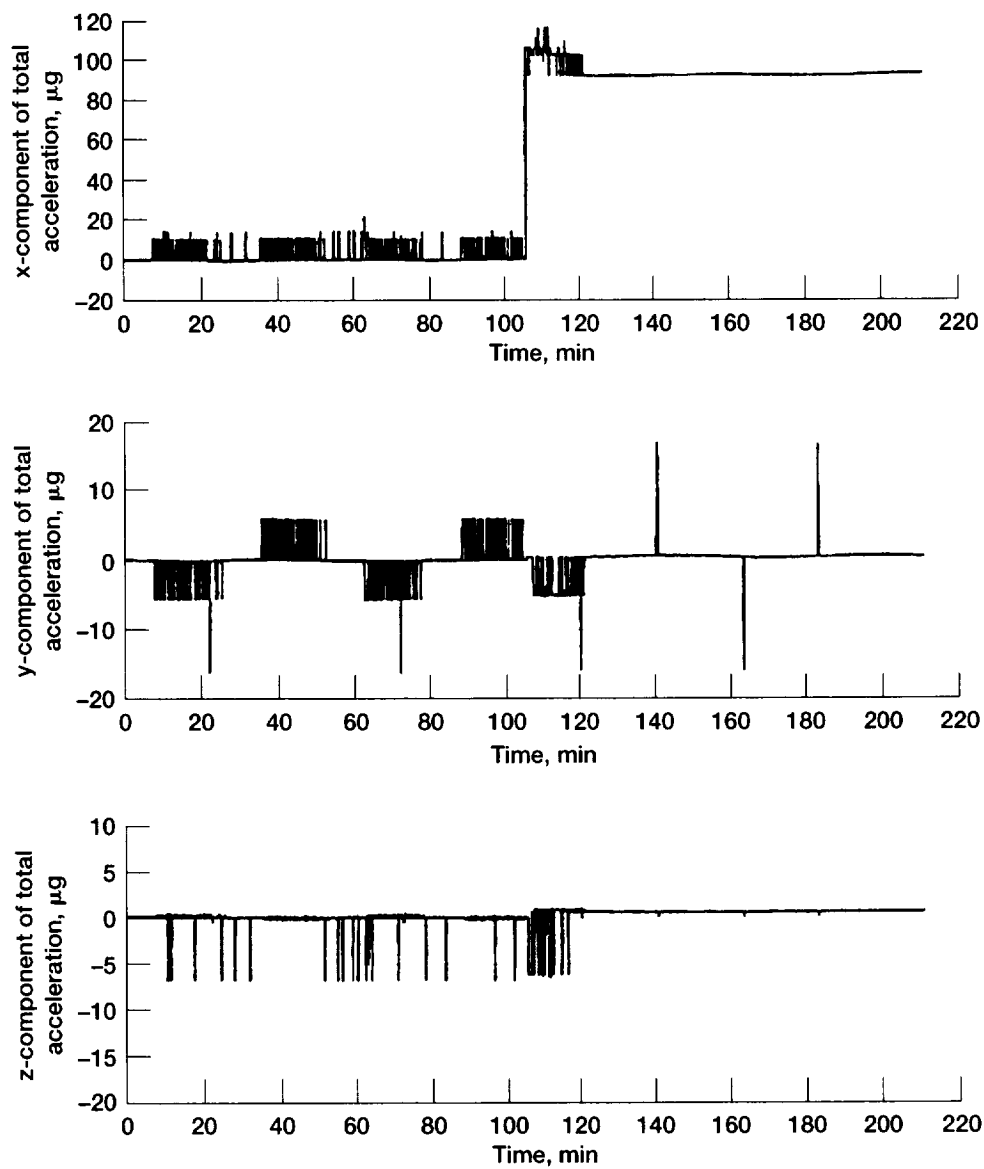 x-component of total
acceleration, μg
120
100
80
60
40
20
0
−20
0 20 40 60 80 100 120 140 160 180 200 220
Time, min
y-component of total
acceleration, μg
20
10
0
−10
−20
0 20 40 60 80 100 120 140 160 180 200 220
Time, min
z-component of total
acceleration, μg
10
5
0
−5
−10
−15
−20
0 20 40 60 80 100 120 140 160 180 200 220
Time, min